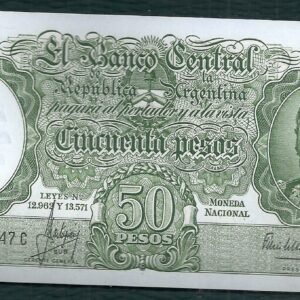 El Banco Central
de la
República Argentina
pagará al portador y a la vista
Cincuenta pesos
LEYES Nos.
12.962 Y 13.571
50
PESOS
MONEDA
NACIONAL
47 C